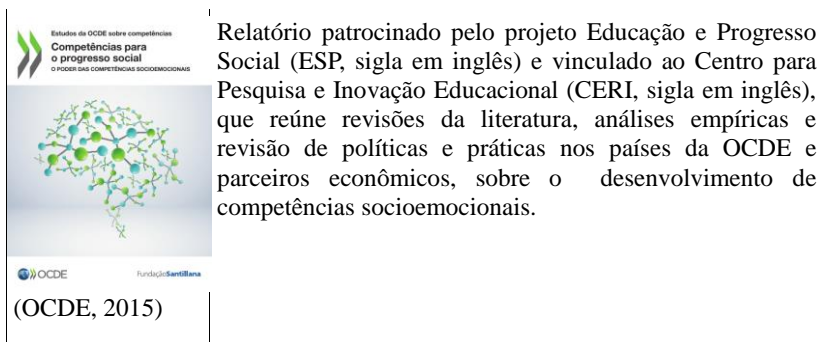 Estudos da OCDE sobre competências
Competências para
o progresso social
O PODER DAS COMPETÊNCIAS SOCIOEMOCIONAIS
OCDE
FundaçãoSantillana
(OCDE, 2015)
Relatório patrocinado pelo projeto Educação e Progresso
Social (ESP, sigla em inglês) e vinculado ao Centro para
Pesquisa e Inovação Educacional (CERI, sigla em inglês),
que reúne revisões da literatura, análises empíricas e
revisão de políticas e práticas nos países da OCDE e
parceiros econômicos, sobre o desenvolvimento de
competências socioemocionais.